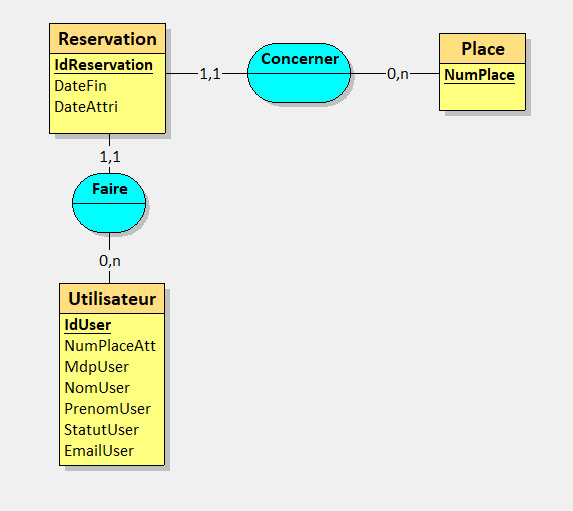 Reservation
IdReservation
DateFin
DateAttri
1,1
Concerner
0,n
Place
NumPlace
1,1
Faire
0,n
Utilisateur
IdUser
NumPlaceAtt
MdpUser
NomUser
PrenomUser
StatutUser
EmailUser